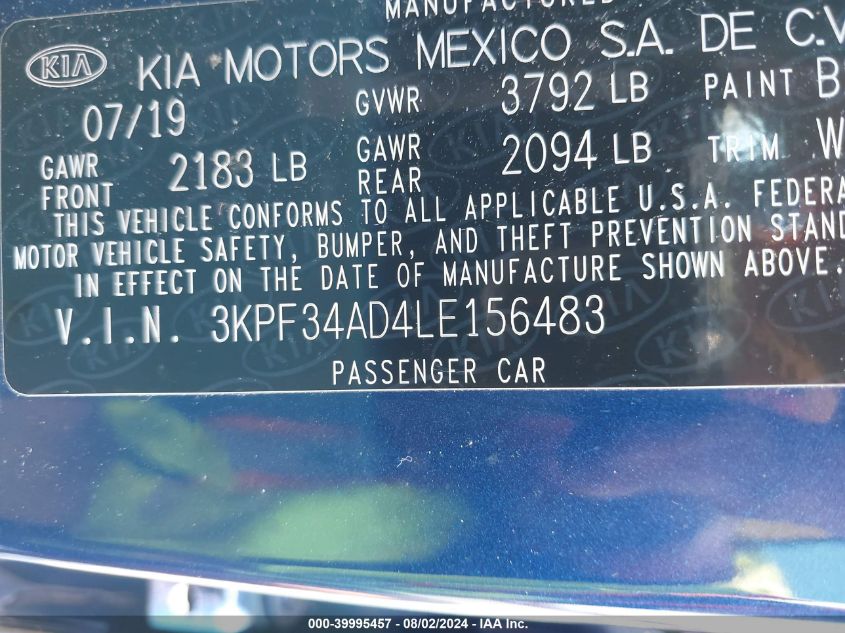 MANUFACTURED
KIA KIA MOTORS MEXICO S.A. DE C.V
07/19 GVWR 3792 LB PAINT B
GAWR FRONT 2183 LB GAWR REAR 2094 LB TRIM W
THIS VEHICLE CONFORMS TO ALL APPLICABLE U.S.A. FEDERA
MOTOR VEHICLE SAFETY, BUMPER, AND THEFT PREVENTION STAND
IN EFFECT ON THE DATE OF MANUFACTURE SHOWN ABOVE.
V.I.N. 3KPF34AD4LE156483
PASSENGER CAR
000-39995457 - 08/02/2024 - IAA Inc.